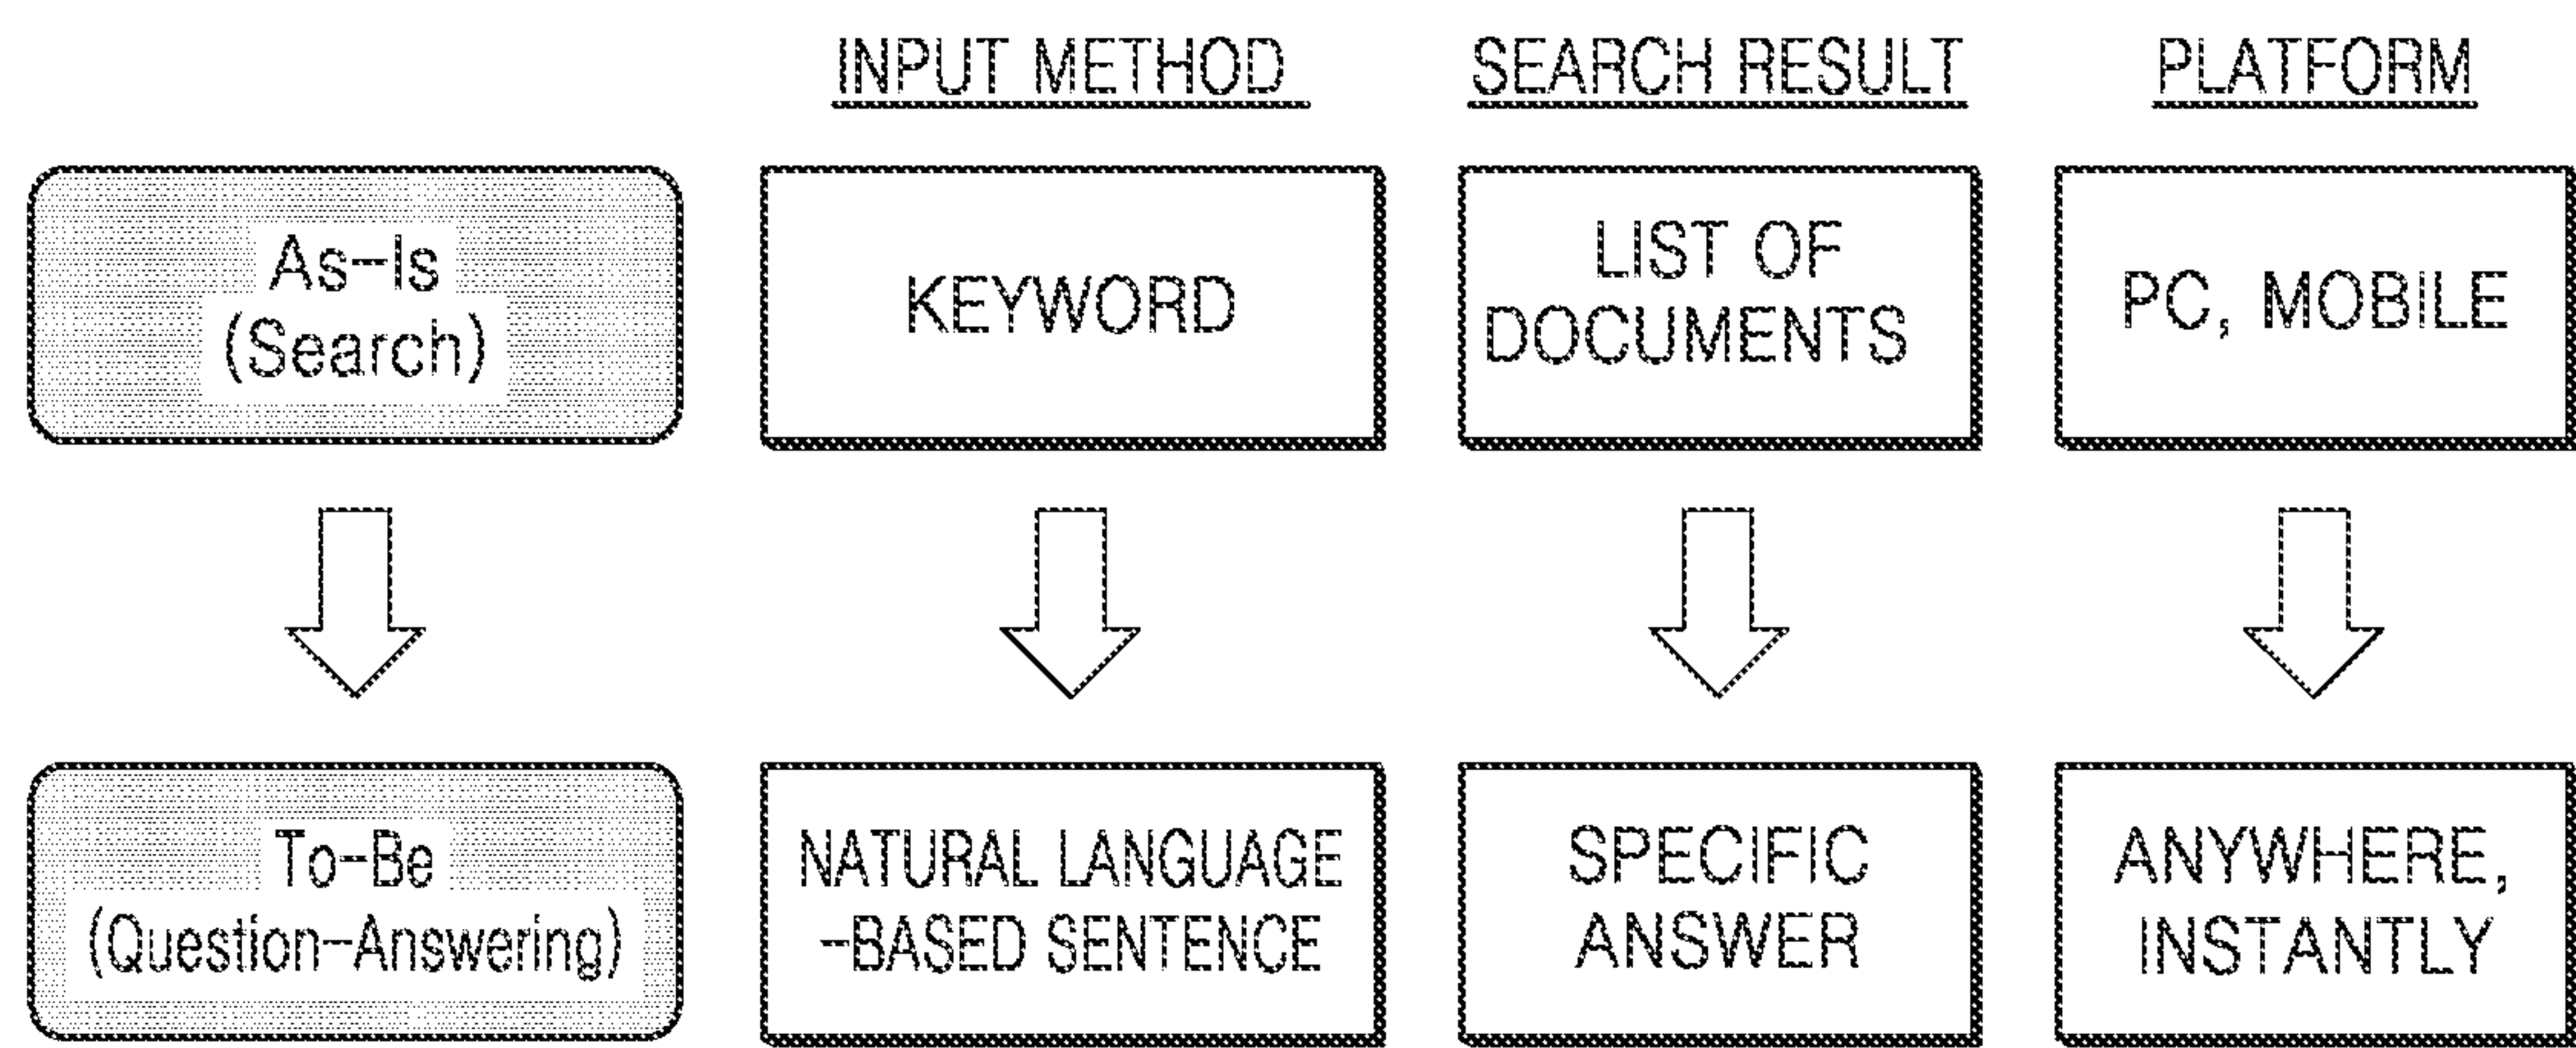 INPUT METHOD SEARCH RESULT PLATFORM
As-Is
(Search)
KEYWORD
LIST OF
DOCUMENTS
PC, MOBILE
To-Be
(Question-Answering)
NATURAL LANGUAGE
-BASED SENTENCE
SPECIFIC
ANSWER
ANYWHERE,
INSTANTLY